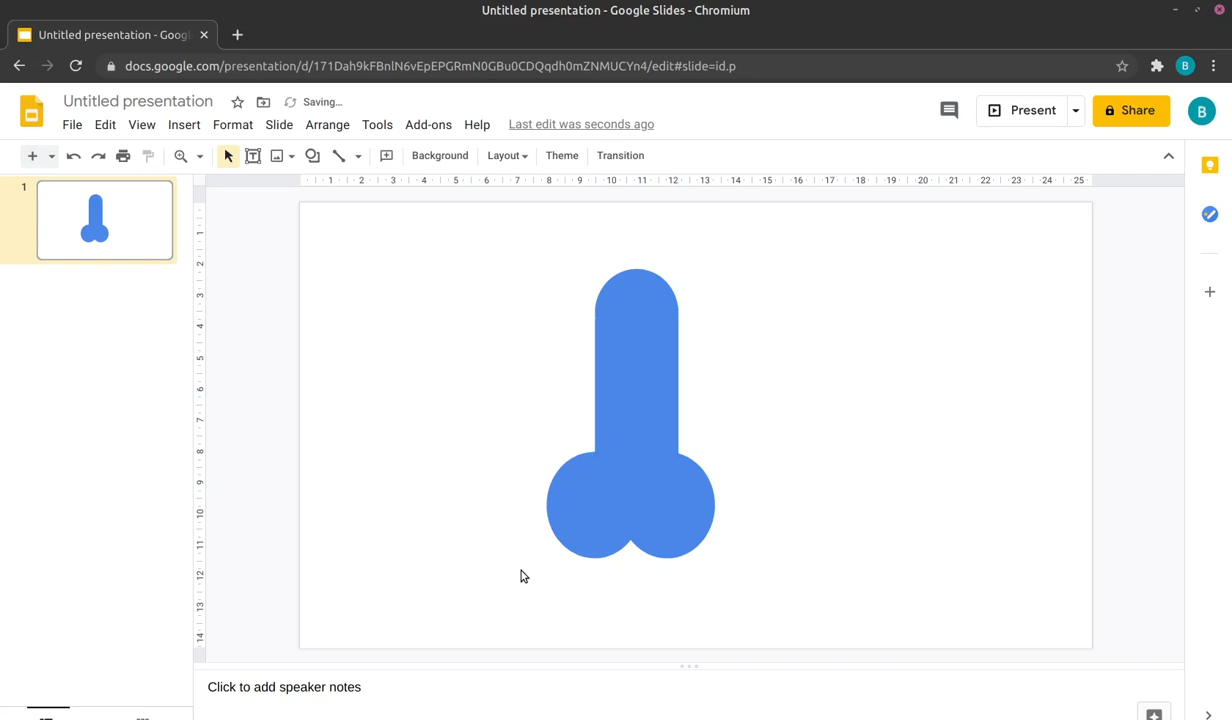 Untitled presentation - Google Slides - Chromium
Untitled presentation - Googl
docs.google.com/presentation/d/171Dah9kFBnlN6vEpEPGRmN0GBu0CDQqdh0mZNMUCYn4/edit#slide=id.p
B
Untitled presentation
Saving...
Present
Share
B
File Edit View Insert Format Slide Arrange Tools Add-ons Help Last edit was seconds ago
Background Layout Theme Transition
1 2 3 4 5 6 7 8 9 10 11 12 13 14 15 16 17 18 19 20 21 22 23 24 25
1
1
2
3
4
5
6
7
8
9
10
11
12
13
14
Click to add speaker notes